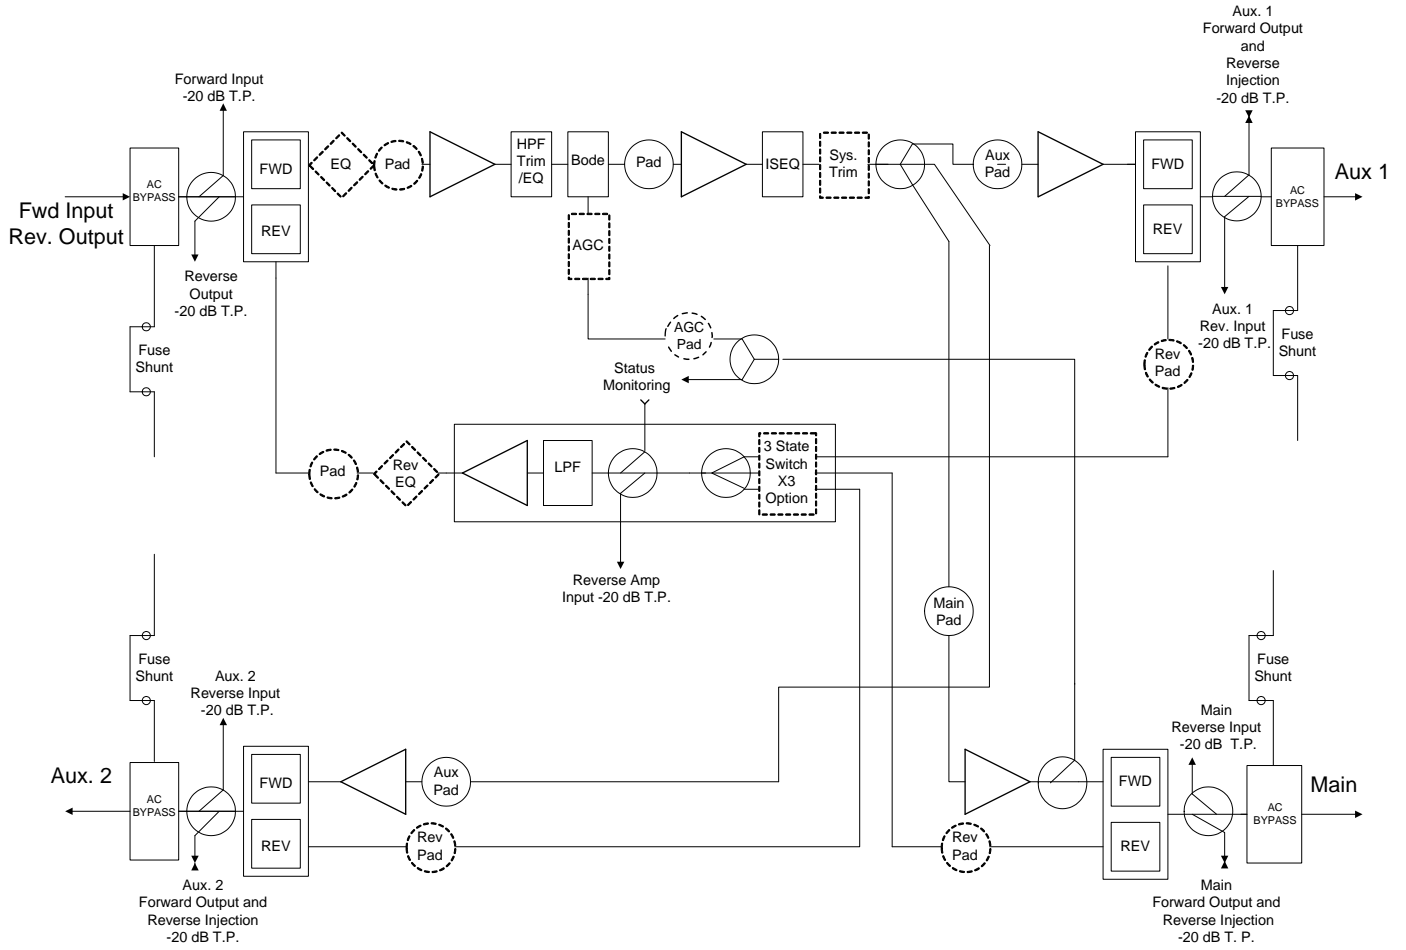 Aux. 1
Forward Output
and
Reverse
Injection
-20 dB T.P.
Forward Input
-20 dB T.P.
AC
BYPASS
Fwd Input
Rev. Output
FWD
REV
EQ
Pad
HPF
Trim
/EQ
Bode
Pad
ISEQ
Sys.
Trim
Aux
Pad
FWD
REV
AC
BYPASS
Aux 1
AGC
Reverse
Output
-20 dB T.P.
Aux. 1
Rev. Input
-20 dB T.P.
Fuse
Shunt
AGC
Pad
Rev
Pad
Fuse
Shunt
Status
Monitoring
Pad
Rev
EQ
LPF
3 State
Switch
X3
Option
Reverse Amp
Input -20 dB T.P.
Main
Pad
Fuse
Shunt
Fuse
Shunt
Aux. 2
Reverse Input
-20 dB T.P.
Main
Reverse Input
-20 dB  T.P.
Aux. 2
AC
BYPASS
FWD
REV
Aux
Pad
Rev
Pad
Rev
Pad
FWD
REV
AC
BYPASS
Main
Aux. 2
Forward Output and
Reverse Injection
-20 dB T.P.
Main
Forward Output and
Reverse Injection
-20 dB T. P.